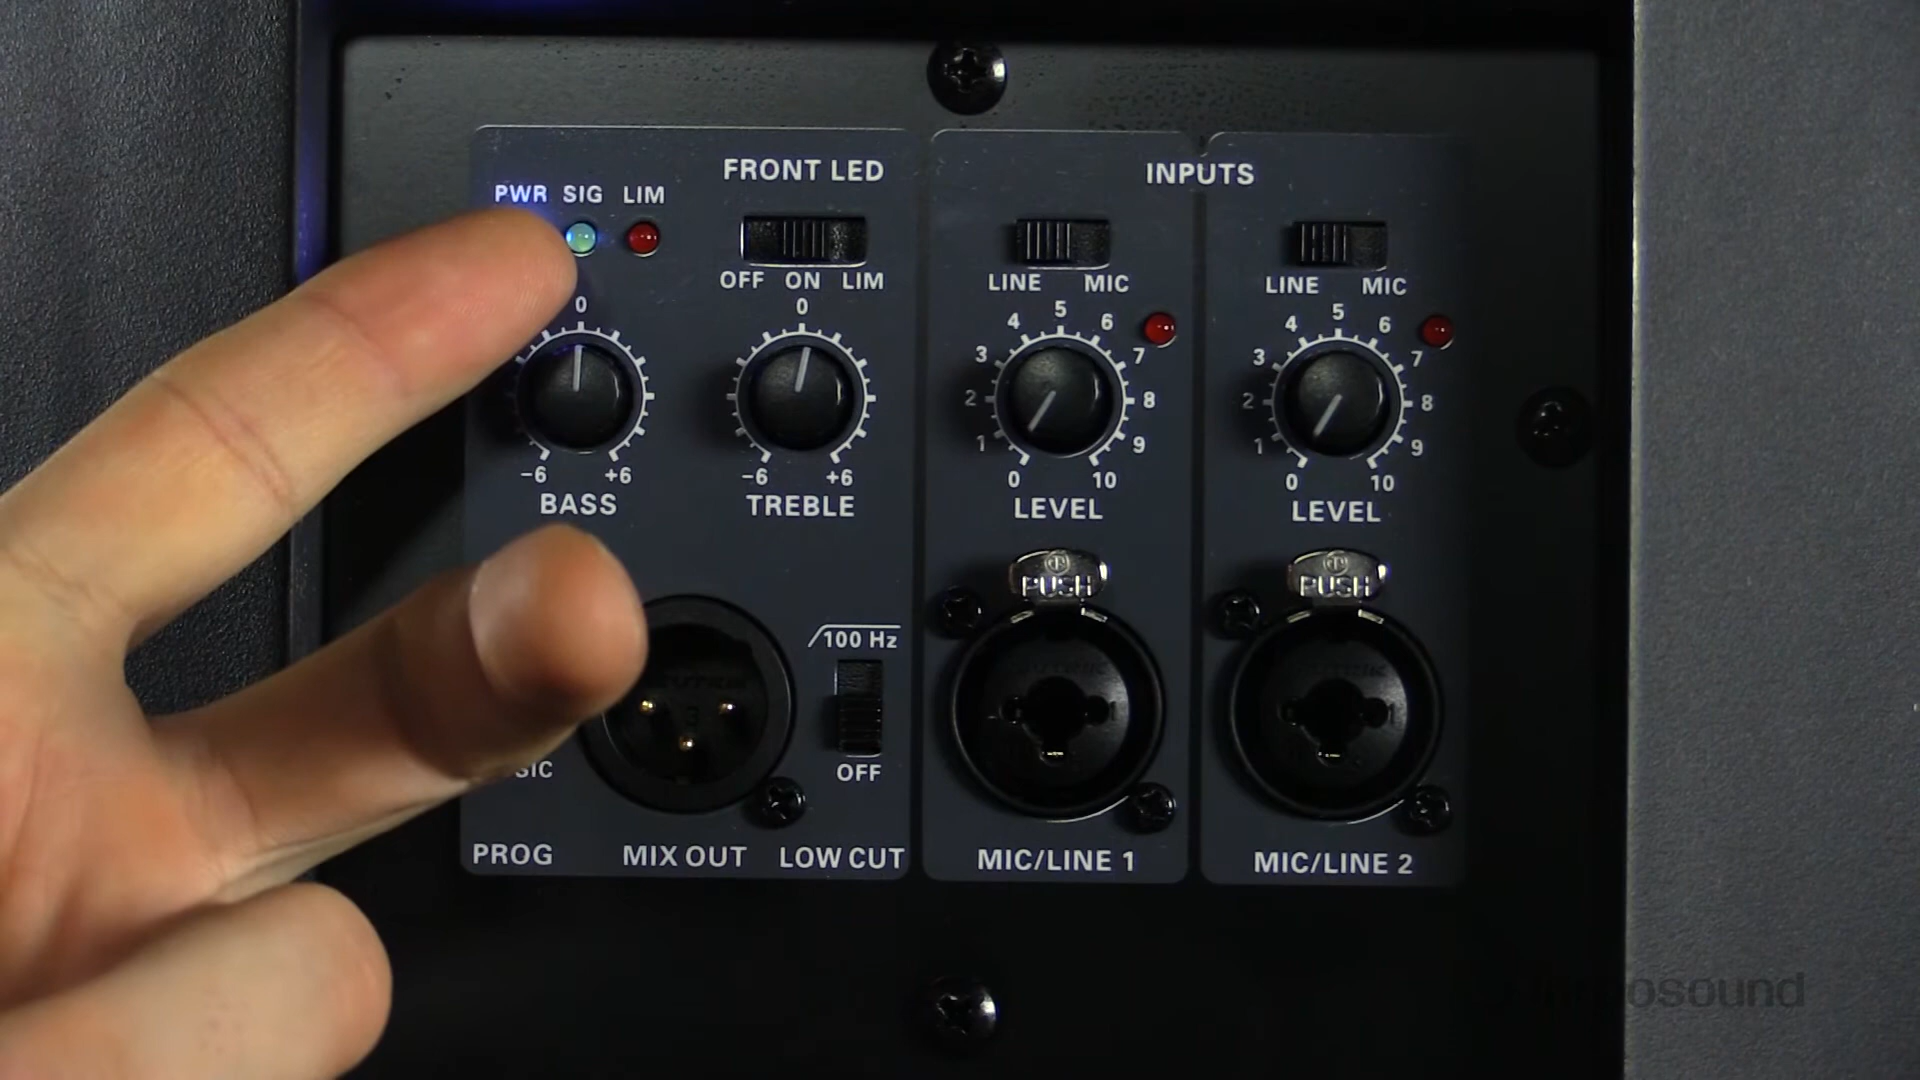 FRONT LED
INPUTS
PWR SIG LIM
OFF ON LIM
LINE MIC
LINE MIC
0
-6 +6
BASS
0
-6 +6
TREBLE
0 1 2 3 4 5 6 7 8 9 10
LEVEL
0 1 2 3 4 5 6 7 8 9 10
LEVEL
PUSH
PUSH
100 Hz
OFF
PROG
MIX OUT
LOW CUT
MIC/LINE 1
MIC/LINE 2